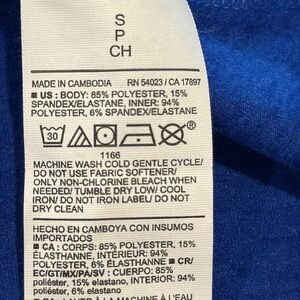 S
P
CH
MADE IN CAMBODIA RN 54023 / CA 17897
■ US : BODY: 85% POLYESTER, 15%
SPANDEX/ELASTANE, INNER: 94%
POLYESTER, 6% SPANDEX/ELASTANE
30
1166
MACHINE WASH COLD GENTLE CYCLE/
DO NOT USE FABRIC SOFTENER/
ONLY NON-CHLORINE BLEACH WHEN
NEEDED/ TUMBLE DRY LOW/ COOL
IRON/ DO NOT IRON LABEL/ DO NOT
DRY CLEAN
HECHO EN CAMBOYA CON INSUMOS
IMPORTADOS
■ CA : CORPS: 85% POLYESTER, 15%
ÉLASTHANNE, INTÉRIEUR: 94%
POLYESTER, 6% ÉLASTHANNE ■ CR/
EC/GT/MX/PA/SV : CUERPO: 85%
poliéster, 15% elastano, INTERIOR: 94%
poliéster, 6% elastano